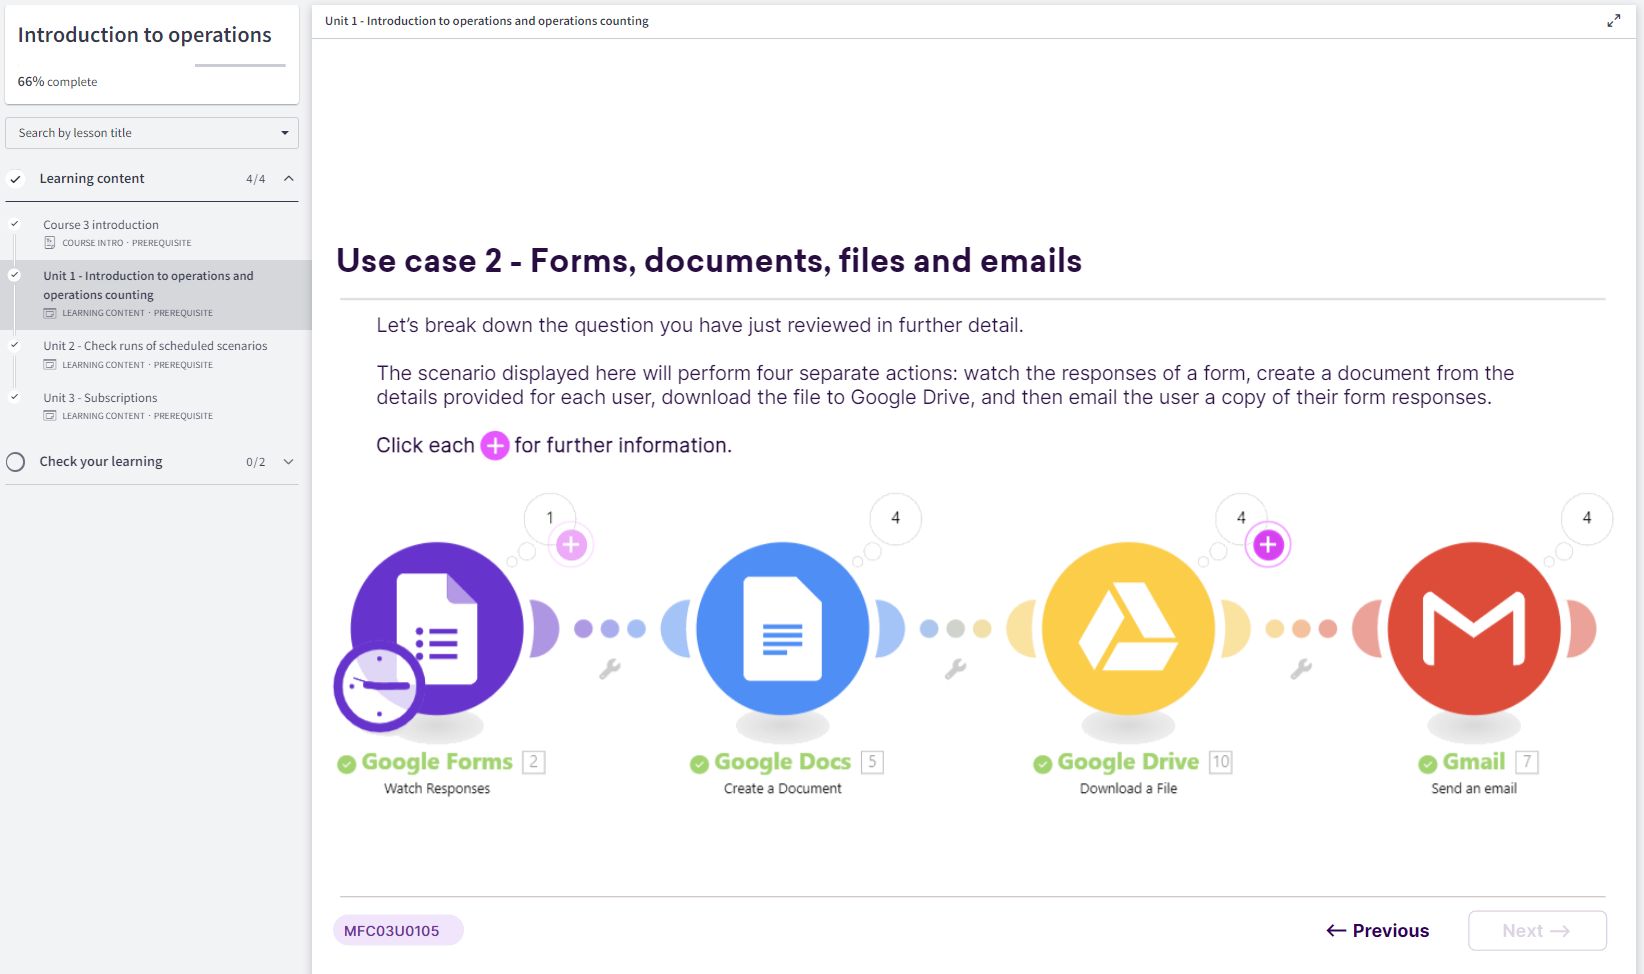 Introduction to operations
66% complete
Search by lesson title
Learning content 4/4
Course 3 introduction
COURSE INTRO · PREREQUISITE
Unit 1 - Introduction to operations and
operations counting
LEARNING CONTENT · PREREQUISITE
Unit 2 - Check runs of scheduled scenarios
LEARNING CONTENT · PREREQUISITE
Unit 3 - Subscriptions
LEARNING CONTENT · PREREQUISITE
Check your learning 0/2
Unit 1 - Introduction to operations and operations counting
Use case 2 - Forms, documents, files and emails
Let's break down the question you have just reviewed in further detail.
The scenario displayed here will perform four separate actions: watch the responses of a form, create a document from the
details provided for each user, download the file to Google Drive, and then email the user a copy of their form responses.
Click each + for further information.
1 4 4 4
Google Forms 2 Google Docs 5 Google Drive 10 Gmail 7
Watch Responses Create a Document Download a File Send an email
MFC03U0105
← Previous Next →